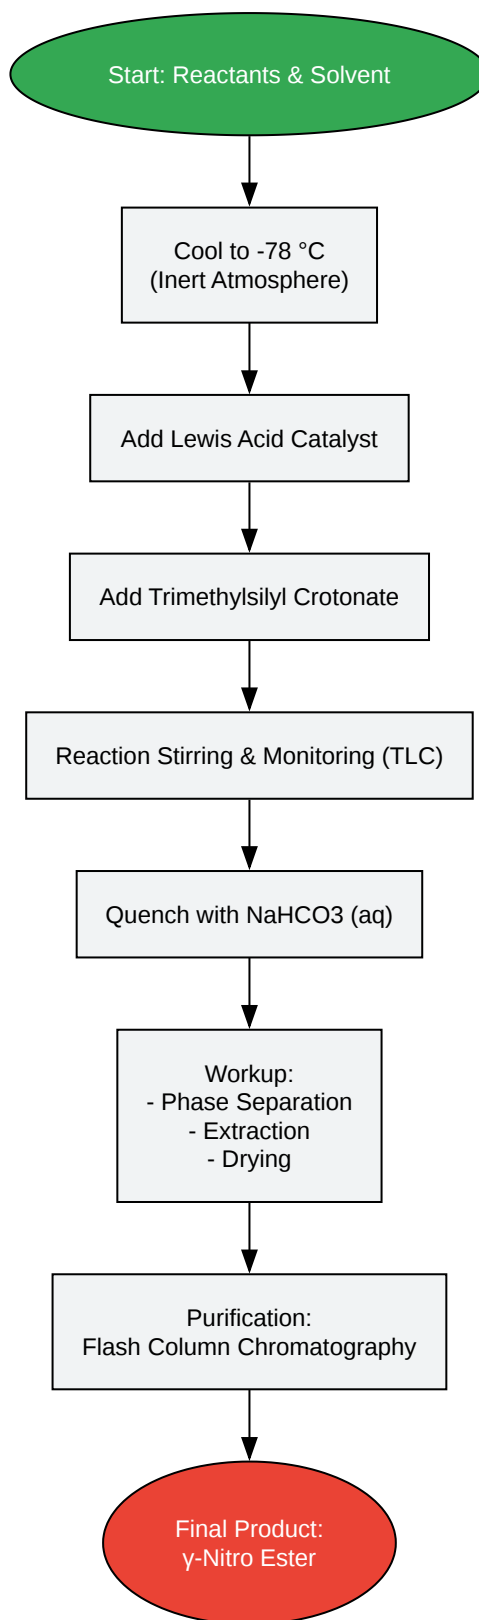 Start: Reactants & Solvent
Cool to -78 °C
(Inert Atmosphere)
Add Lewis Acid Catalyst
Add Trimethylsilyl Crotonate
Reaction Stirring & Monitoring (TLC)
Quench with NaHCO3 (aq)
Workup:
- Phase Separation
- Extraction
- Drying
Purification:
Flash Column Chromatography
Final Product:
γ-Nitro Ester